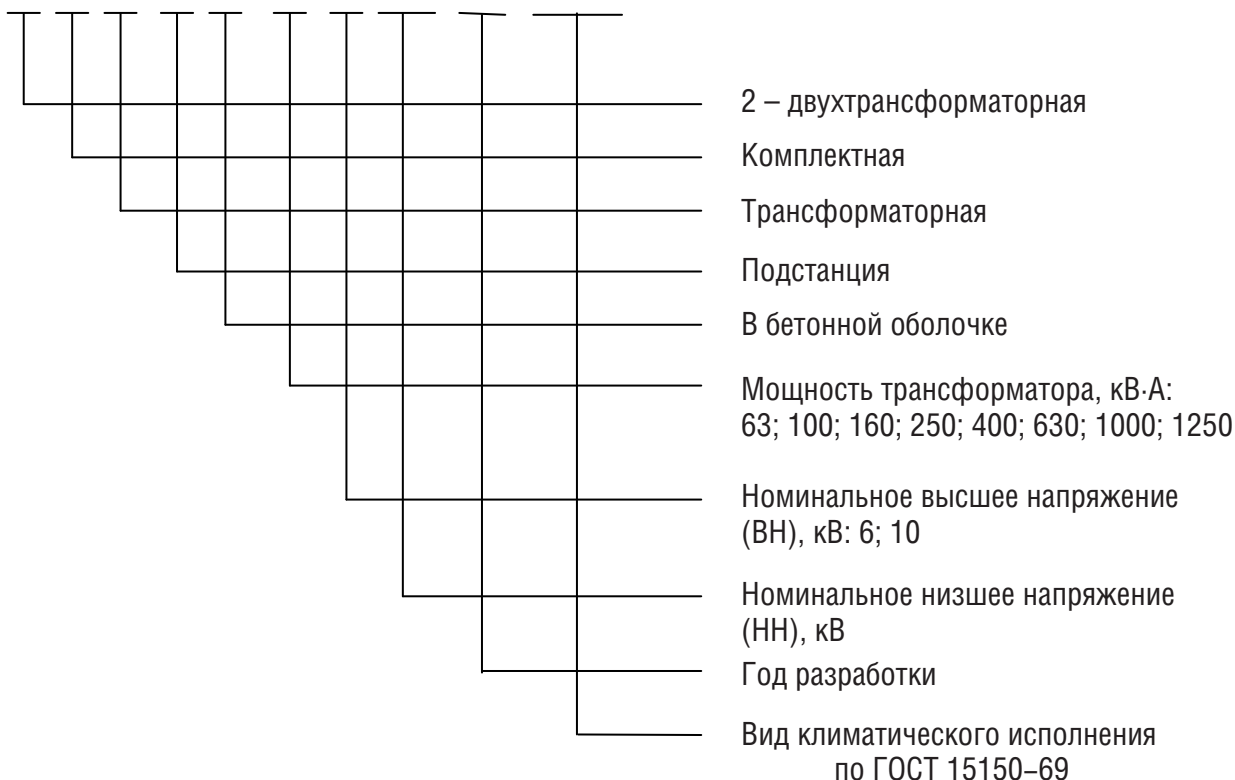 2 – двухтрансформаторная
Комплектная
Трансформаторная
Подстанция
В бетонной оболочке
Мощность трансформатора, кВ·А:
63; 100; 160; 250; 400; 630; 1000; 1250
Номинальное высшее напряжение
(ВН), кВ: 6; 10
Номинальное низшее напряжение
(НН), кВ
Год разработки
Вид климатического исполнения
по ГОСТ 15150–69